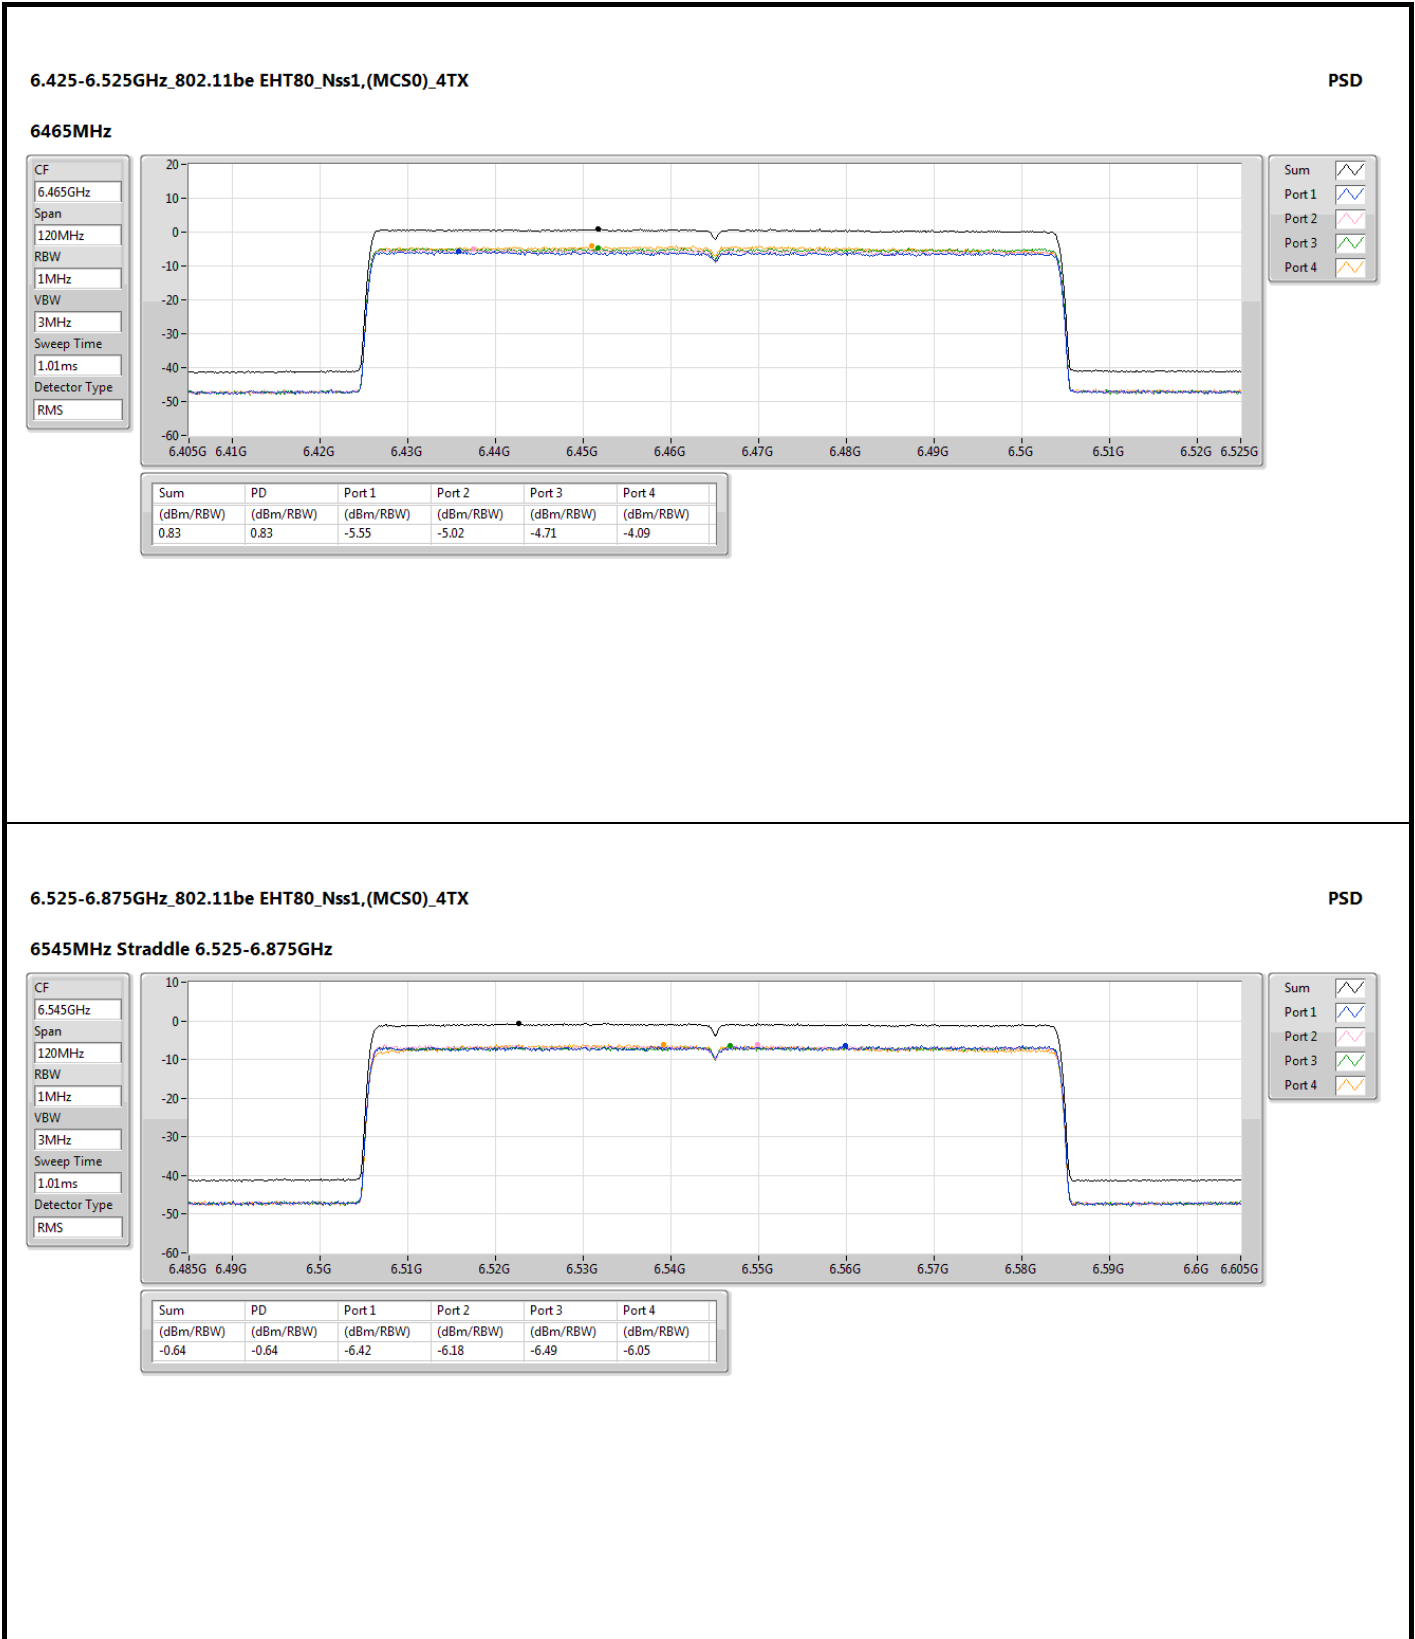 6.425-6.525GHz_802.11be EHT80_Nss1,(MCS0)_4TX PSD
6465MHz
CF
6.465GHz
Span
120MHz
RBW
1MHz
VBW
3MHz
Sweep Time
1.01ms
Detector Type
RMS
20
10
0
-10
-20
-30
-40
-50
-60
6.405G 6.41G 6.42G 6.43G 6.44G 6.45G 6.46G 6.47G 6.48G 6.49G 6.5G 6.51G 6.52G 6.525G
Sum
Port 1
Port 2
Port 3
Port 4
Sum PD Port 1 Port 2 Port 3 Port 4
(dBm/RBW) (dBm/RBW) (dBm/RBW) (dBm/RBW) (dBm/RBW) (dBm/RBW)
0.83 0.83 -5.55 -5.02 -4.71 -4.09
6.525-6.875GHz_802.11be EHT80_Nss1,(MCS0)_4TX PSD
6545MHz Straddle 6.525-6.875GHz
CF
6.545GHz
Span
120MHz
RBW
1MHz
VBW
3MHz
Sweep Time
1.01ms
Detector Type
RMS
10
0
-10
-20
-30
-40
-50
-60
6.485G 6.49G 6.5G 6.51G 6.52G 6.53G 6.54G 6.55G 6.56G 6.57G 6.58G 6.59G 6.6G 6.605G
Sum
Port 1
Port 2
Port 3
Port 4
Sum PD Port 1 Port 2 Port 3 Port 4
(dBm/RBW) (dBm/RBW) (dBm/RBW) (dBm/RBW) (dBm/RBW) (dBm/RBW)
-0.64 -0.64 -6.42 -6.18 -6.49 -6.05